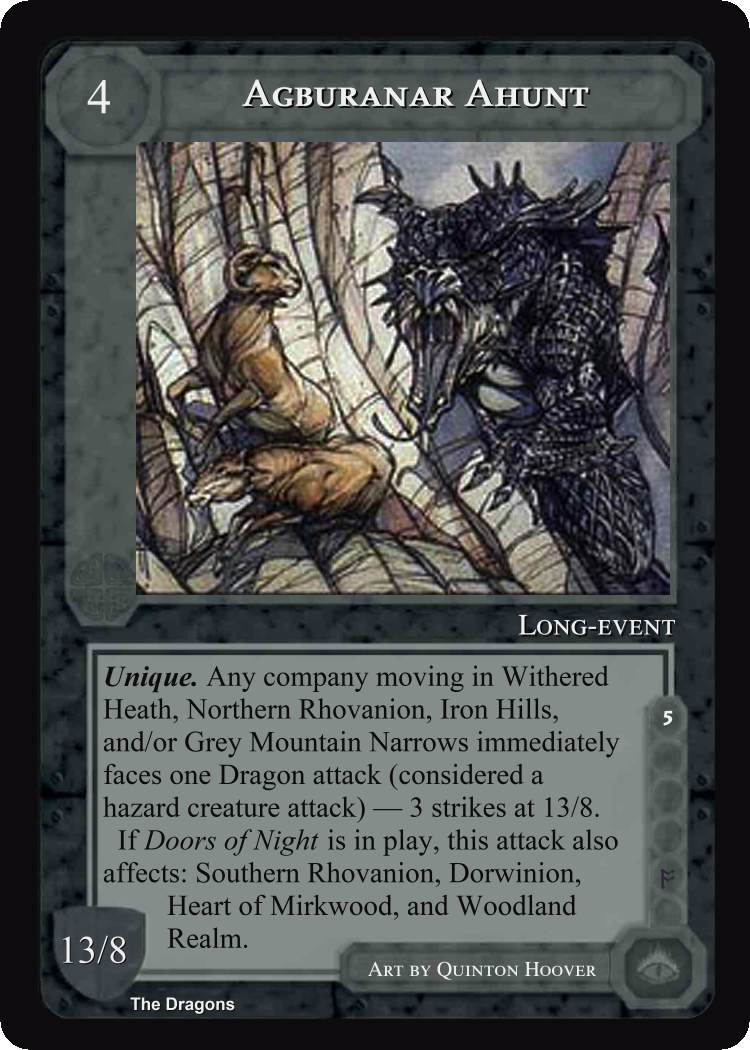 4
Agburanar Ahunt
Long-event
Unique. Any company moving in Withered
Heath, Northern Rhovanion, Iron Hills,
and/or Grey Mountain Narrows immediately
faces one Dragon attack (considered a
hazard creature attack) — 3 strikes at 13/8.
If Doors of Night is in play, this attack also
affects: Southern Rhovanion, Dorwinion,
Heart of Mirkwood, and Woodland
Realm.
5
ᚩ
13/8
Art by Quinton Hoover
The Dragons